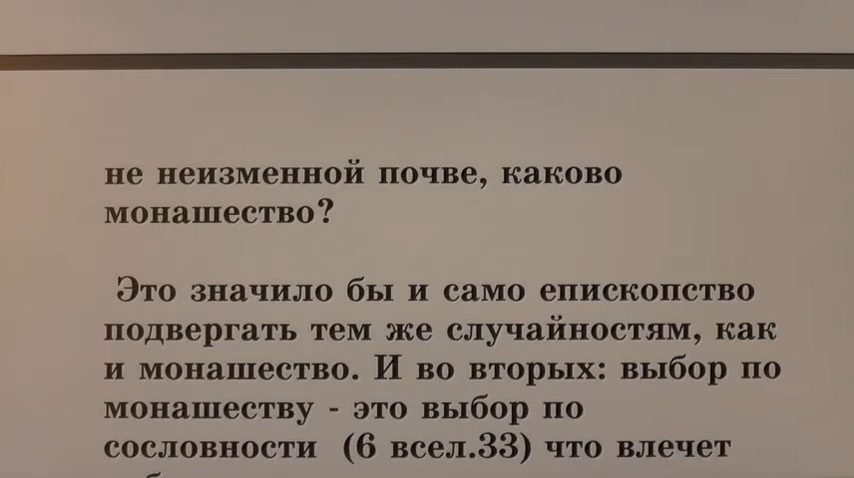 не неизменной почве, каково
монашество?
Это значило бы и само епископство
подвергать тем же случайностям, как
и монашество. И во вторых: выбор по
монашеству - это выбор по
сословности (6 всел.33) что влечет